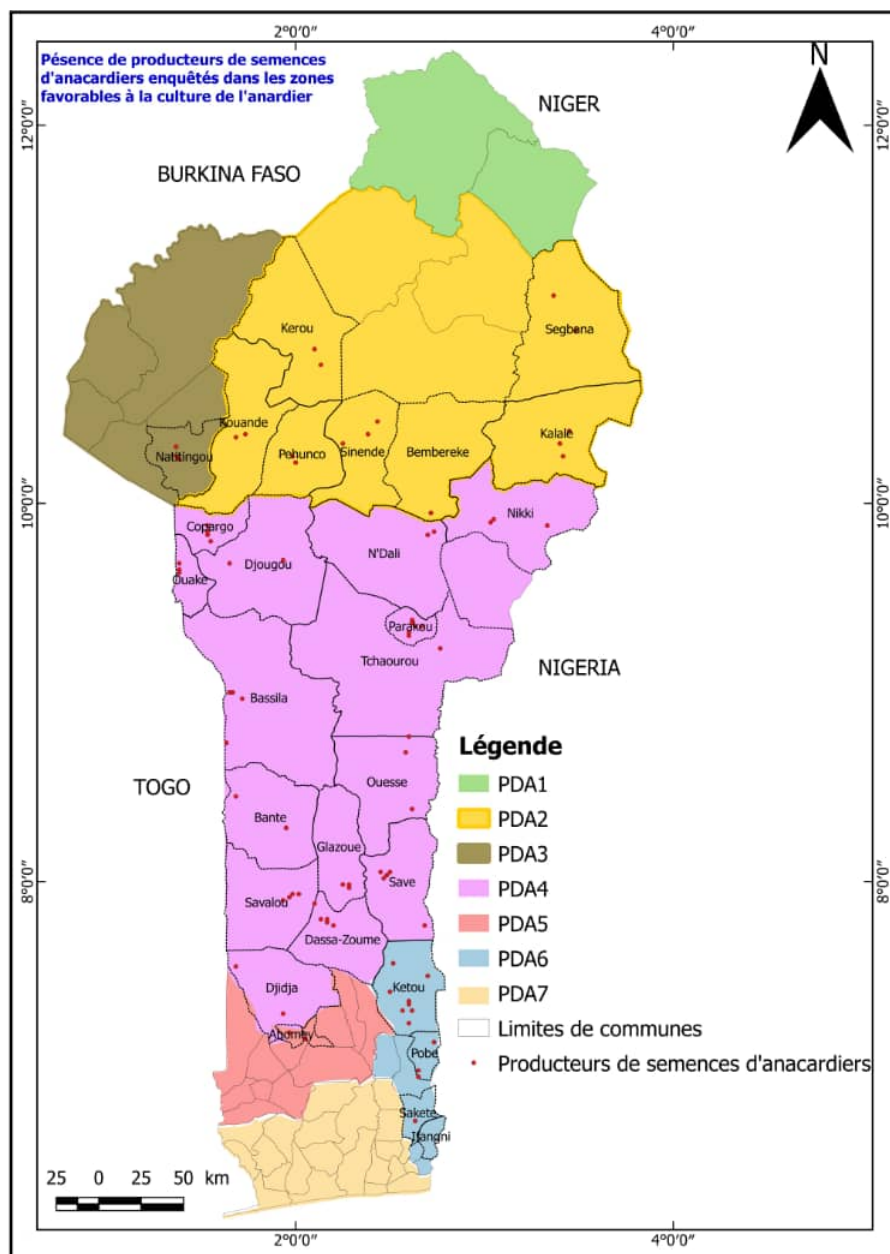 2°0'0"
4°0'0"
Pésence de producteurs de semences
d'anacardiers enquêtés dans les zones
favorables à la culture de l'anardier
N
NIGER
12°0'0"
12°0'0"
BURKINA FASO
Kerou
Segbana
Kouande
Natitingou
Pehunco
Sinende
Bembereke
Kalale
10°0'0"
10°0'0"
Copargo
Nikki
Ouake
Djougou
N'Dali
Parakou
Tchaourou
NIGERIA
Bassila
TOGO
Légende
PDA1
PDA2
PDA3
PDA4
PDA5
PDA6
PDA7
Limites de communes
Producteurs de semences d'anacardiers
Ouesse
Bante
Glazoue
8°0'0"
8°0'0"
Savalou
Save
Dassa-Zoume
Djidja
Ketou
Abomey
Pobe
Sakete
Ifangni
25 0 25 50 km
2°0'0"
4°0'0"